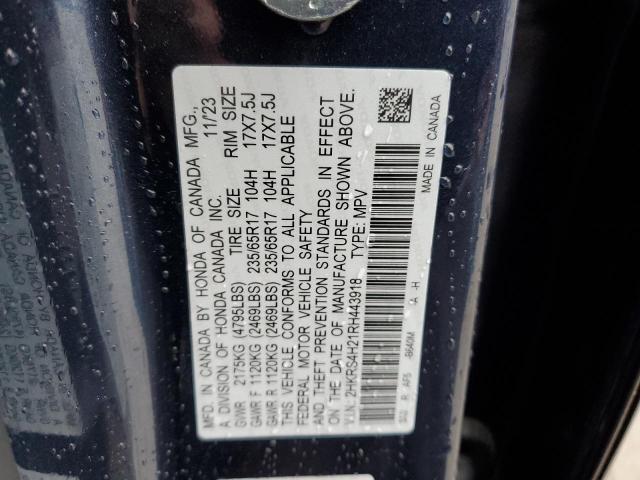 MFD. IN CANADA BY HONDA OF CANADA MFG.,
A DIVISION OF HONDA CANADA INC. 11/'23
GVWR 2175KG (4795LBS) TIRE SIZE RIM SIZE
GAWR F 1120KG (2469LBS) 235/65R17 104H 17X7.5J
GAWR R 1120KG (2469LBS) 235/65R17 104H 17X7.5J
THIS VEHICLE CONFORMS TO ALL APPLICABLE
FEDERAL MOTOR VEHICLE SAFETY
AND THEFT PREVENTION STANDARDS IN EFFECT
ON THE DATE OF MANUFACTURE SHOWN ABOVE.
V.I.N.: 2HKRS4H21RH443918 TYPE: MPV
-B640M 1A -H MADE IN CANADA